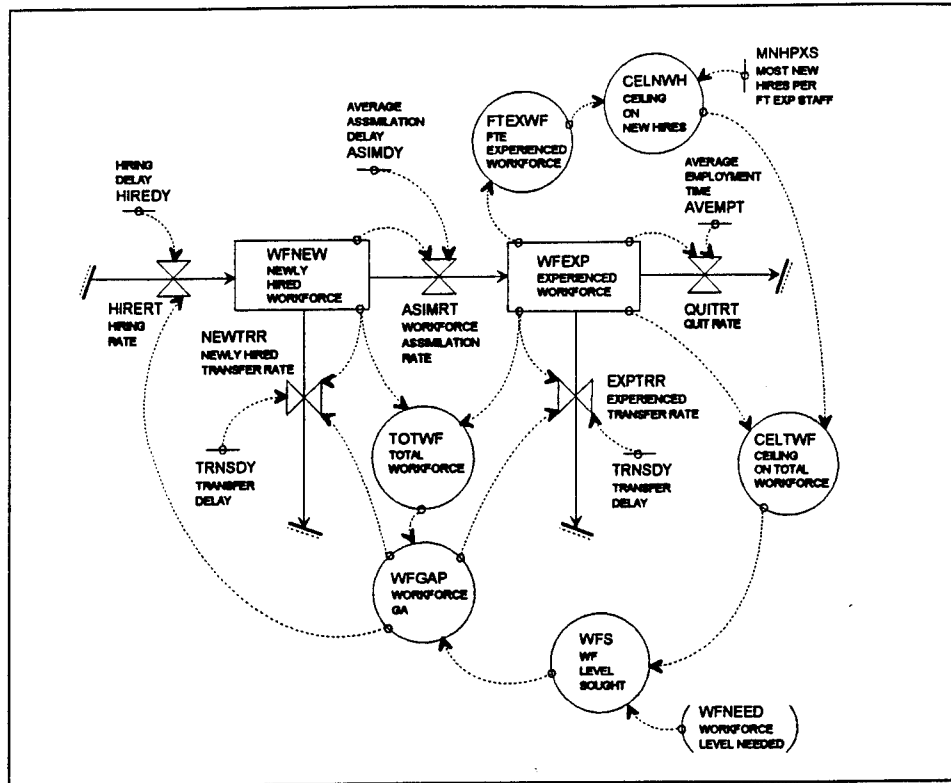 MNHPXS
MOST NEW
HIRES PER
FT EXP STAFF
CELNWH
CEILING
ON
NEW HIRES
FTEXWF
FTE
EXPERIENCED
WORKFORCE
AVERAGE
ASSIMILATION
DELAY
ASIMDY
AVERAGE
EMPLOYMENT
TIME
AVEMPT
HIRING
DELAY
HIREDY
WFNEW
NEWLY
HIRED
WORKFORCE
WFEXP
EXPERIENCED
WORKFORCE
HIRERT
HIRING
RATE
ASIMRT
WORKFORCE
ASSIMILATION
RATE
QUITRT
QUIT RATE
NEWTRR
NEWLY HIRED
TRANSFER RATE
EXPTRR
EXPERIENCED
TRANSFER RATE
TOTWF
TOTAL
WORKFORCE
CELTWF
CEILING
ON TOTAL
WORKFORCE
TRNSDY
TRANSFER
DELAY
TRNSDY
TRANSFER
DELAY
WFGAP
WORKFORCE
GA
WFS
WF
LEVEL
SOUGHT
WFNEED
WORKFORCE
LEVEL NEEDED